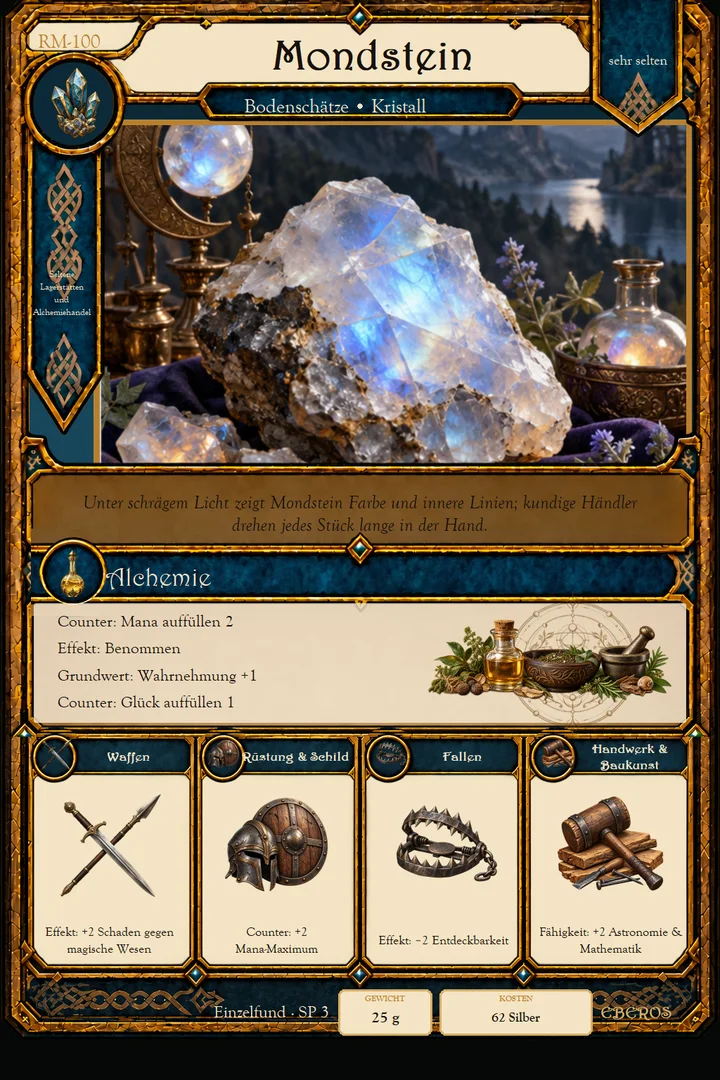 RM-100
Mondstein
sehr selten
Bodenschätze • Kristall
Seltene
Lagerstätten
und
Alchemiehandel
Unter schrägem Licht zeigt Mondstein Farbe und innere Linien; kundige Händler
drehen jedes Stück lange in der Hand.
Alchemie
Counter: Mana auffüllen 2
Effekt: Benommen
Grundwert: Wahrnehmung +1
Counter: Glück auffüllen 1
Waffen
Rüstung & Schild
Fallen
Handwerk &
Baukunst
Effekt: +2 Schaden gegen
magische Wesen
Counter: +2
Mana-Maximum
Effekt: −2 Entdeckbarkeit
Fähigkeit: +2 Astronomie &
Mathematik
Einzelfund · SP 3
GEWICHT
25 g
KOSTEN
62 Silber
EBEROS